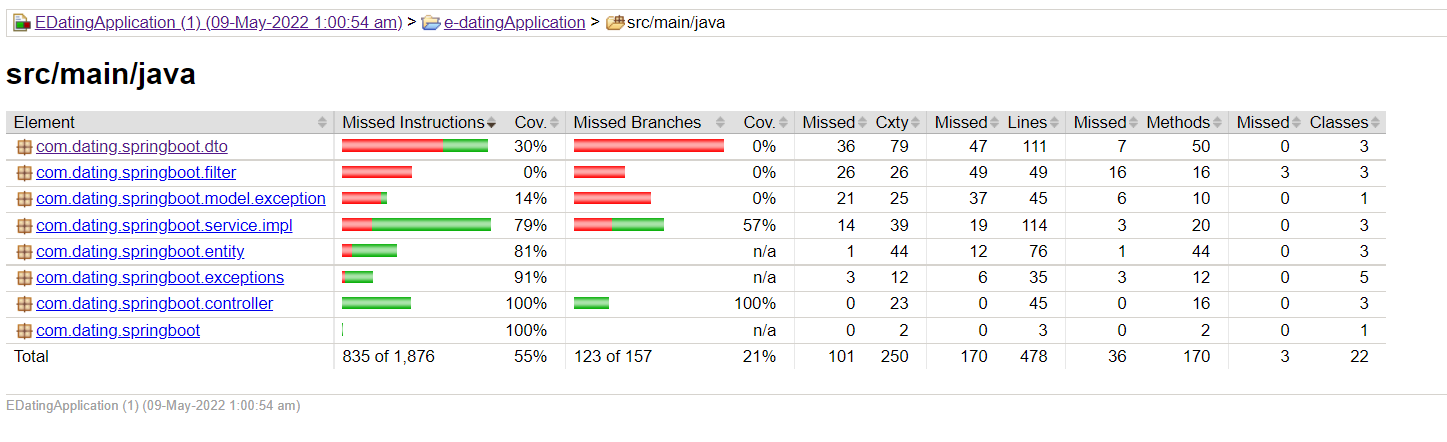 EDatingApplication (1) (09-May-2022 1:00:54 am) > e-datingApplication > src/main/java
src/main/java
Element Missed Instructions Cov. Missed Branches Cov. Missed Cxty Missed Lines Missed Methods Missed Classes
com.dating.springboot.dto 30% 0% 36 79 47 111 7 50 0 3
com.dating.springboot.filter 0% 0% 26 26 49 49 16 16 3 3
com.dating.springboot.model.exception 14% 0% 21 25 37 45 6 10 0 1
com.dating.springboot.service.impl 79% 57% 14 39 19 114 3 20 0 3
com.dating.springboot.entity 81% n/a 1 44 12 76 1 44 0 3
com.dating.springboot.exceptions 91% n/a 3 12 6 35 3 12 0 5
com.dating.springboot.controller 100% 100% 0 23 0 45 0 16 0 3
com.dating.springboot 100% n/a 0 2 0 3 0 2 0 1
Total 835 of 1,876 55% 123 of 157 21% 101 250 170 478 36 170 3 22
EDatingApplication (1) (09-May-2022 1:00:54 am)